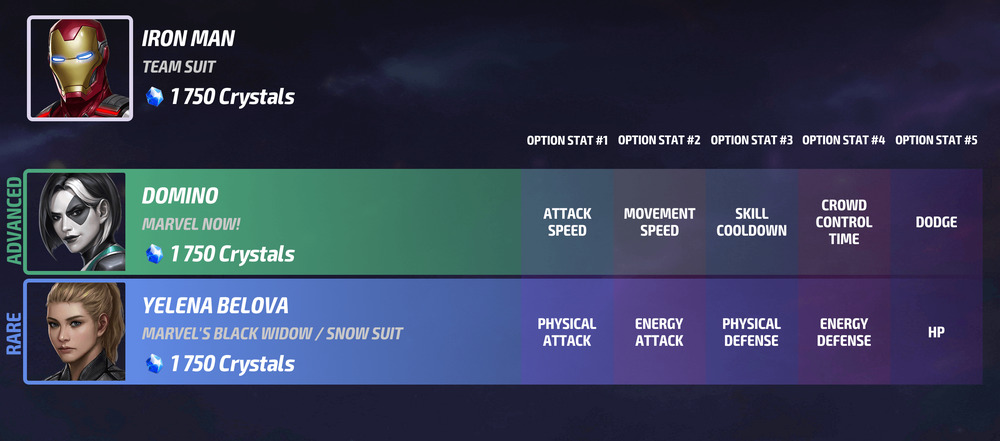 IRON MAN
TEAM SUIT
1 750 Crystals
OPTION STAT #1 OPTION STAT #2 OPTION STAT #3 OPTION STAT #4 OPTION STAT #5
ADVANCED
DOMINO
MARVEL NOW!
1 750 Crystals
ATTACK
SPEED
MOVEMENT
SPEED
SKILL
COOLDOWN
CROWD
CONTROL
TIME
DODGE
RARE
YELENA BELOVA
MARVEL'S BLACK WIDOW / SNOW SUIT
1 750 Crystals
PHYSICAL
ATTACK
ENERGY
ATTACK
PHYSICAL
DEFENSE
ENERGY
DEFENSE
HP